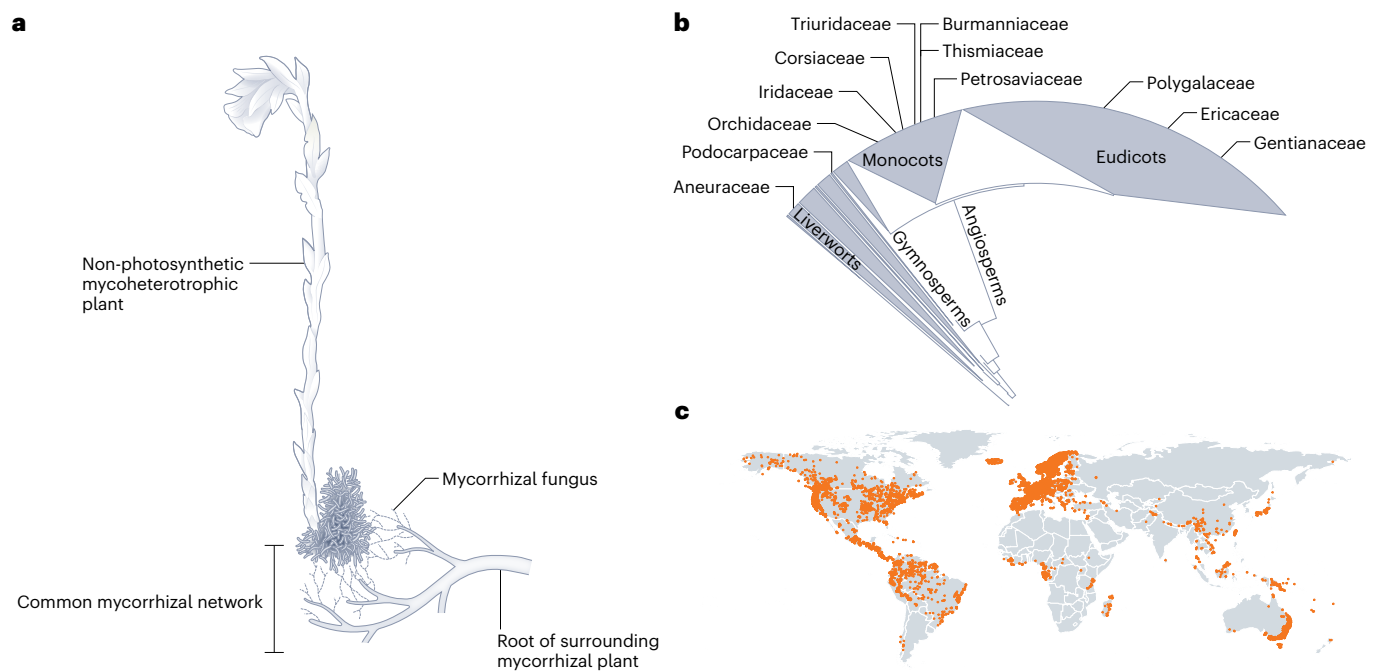 a
Non-photosynthetic
mycoheterotrophic
plant
Mycorrhizal fungus
Common mycorrhizal network
Root of surrounding
mycorrhizal plant
b
Triuridaceae
Burmanniaceae
Corsiaceae
Thismiaceae
Iridaceae
Petrosaviaceae
Orchidaceae
Polygalaceae
Podocarpaceae
Ericaceae
Aneuraceae
Gentianaceae
Monocots
Eudicots
Liverworts
Gymnosperms
Angiosperms
c